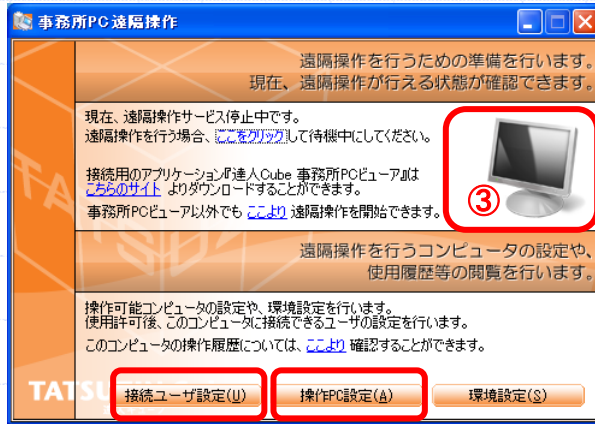 事務所PC遠隔操作
遠隔操作を行うための準備を行います。
現在、遠隔操作が行える状態が確認できます。
現在、遠隔操作サービス停止中です。
遠隔操作を行う場合、ここをクリックして待機中にしてください。
接続用のアプリケーション『達人Cube 事務所PCビューア』は
こちらのサイト よりダウンロードすることができます。
事務所PCビューア以外でも ここより 遠隔操作を開始できます。
③
遠隔操作を行うコンピュータの設定や、
使用履歴等の閲覧を行います。
操作可能コンピュータの設定や、環境設定を行います。
使用許可後、このコンピュータに接続できるユーザの設定を行います。
このコンピュータの操作履歴については、ここより 確認することができます。
接続ユーザ設定(U) 操作PC設定(A) 環境設定(S)